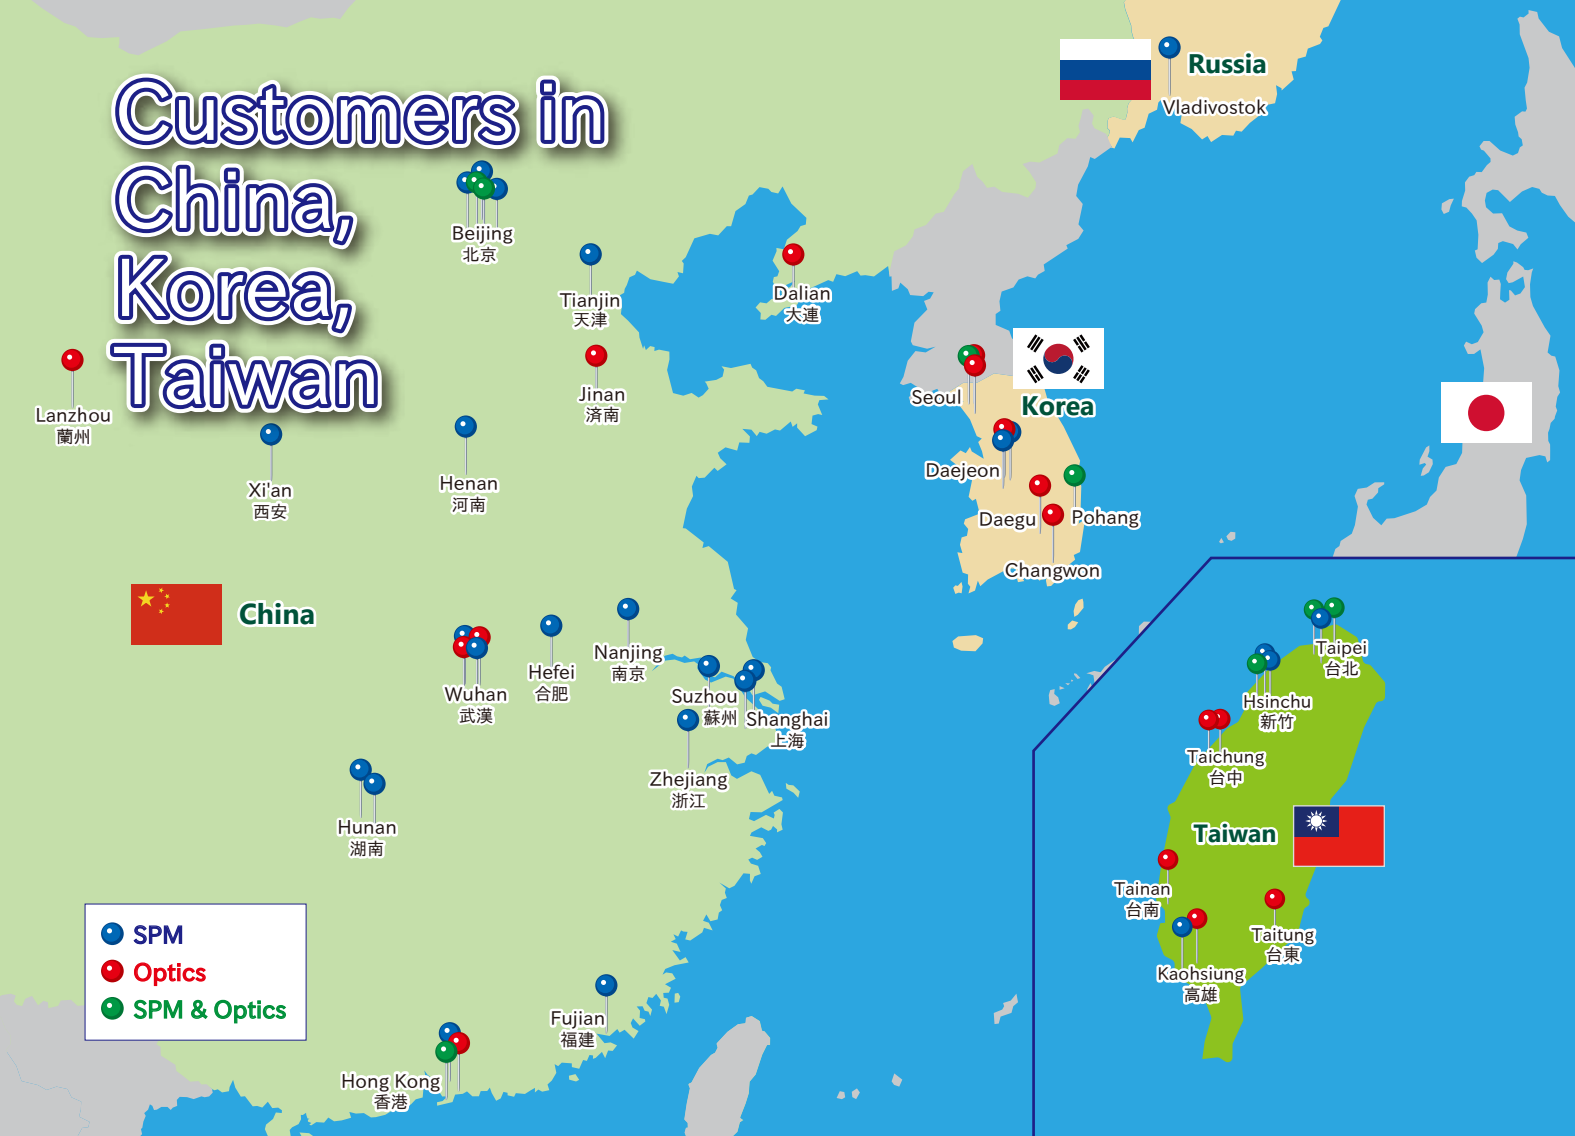 Customers in
China,
Korea,
Taiwan
Russia
Vladivostok
Beijing
北京
Tianjin
天津
Dalian
大連
Jinan
済南
Lanzhou
蘭州
Xi'an
西安
Henan
河南
Seoul
Korea
Daejeon
Daegu
Pohang
Changwon
China
Nanjing
南京
Hefei
合肥
Wuhan
武漢
Suzhou
蘇州
Shanghai
上海
Zhejiang
浙江
Hunan
湖南
Fujian
福建
Hong Kong
香港
Taipei
台北
Hsinchu
新竹
Taichung
台中
Taiwan
Tainan
台南
Taitung
台東
Kaohsiung
高雄
SPM
Optics
SPM & Optics